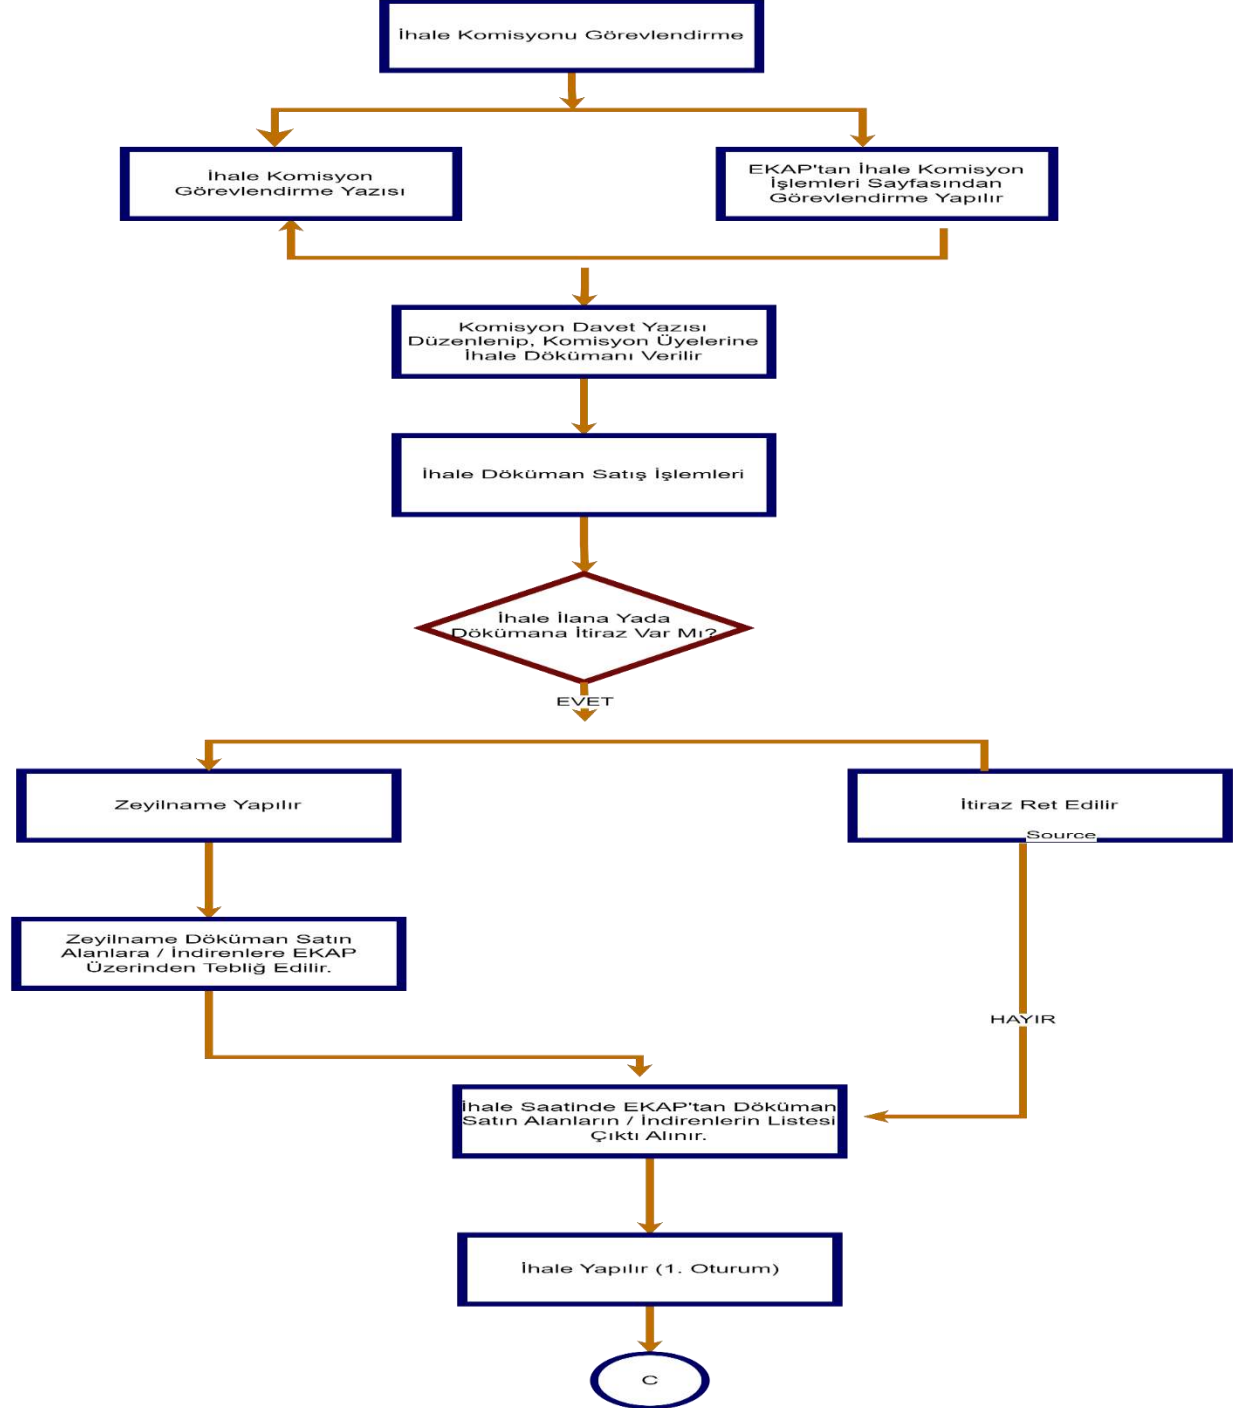 İhale Komisyonu Görevlendirme
İhale Komisyon
Görevlendirme Yazısı
EKAP'tan İhale Komisyon
İşlemleri Sayfasından
Görevlendirme Yapılır
Komisyon Davet Yazısı
Düzenlenip, Komisyon Üyelerine
İhale Dökümanı Verilir
İhale Döküman Satış İşlemleri
İhale İlana Yada
Dökümana İtiraz Var Mı?
EVET
Zeyilname Yapılır
İtiraz Ret Edilir
Source
Zeyilname Döküman Satın
Alanlara / İndirenlere EKAP
Üzerinden Tebliğ Edilir.
HAYIR
İhale Saatinde EKAP'tan Döküman
Satın Alanların / İndirenlerin Listesi
Çıktı Alınır.
İhale Yapılır (1. Oturum)
C